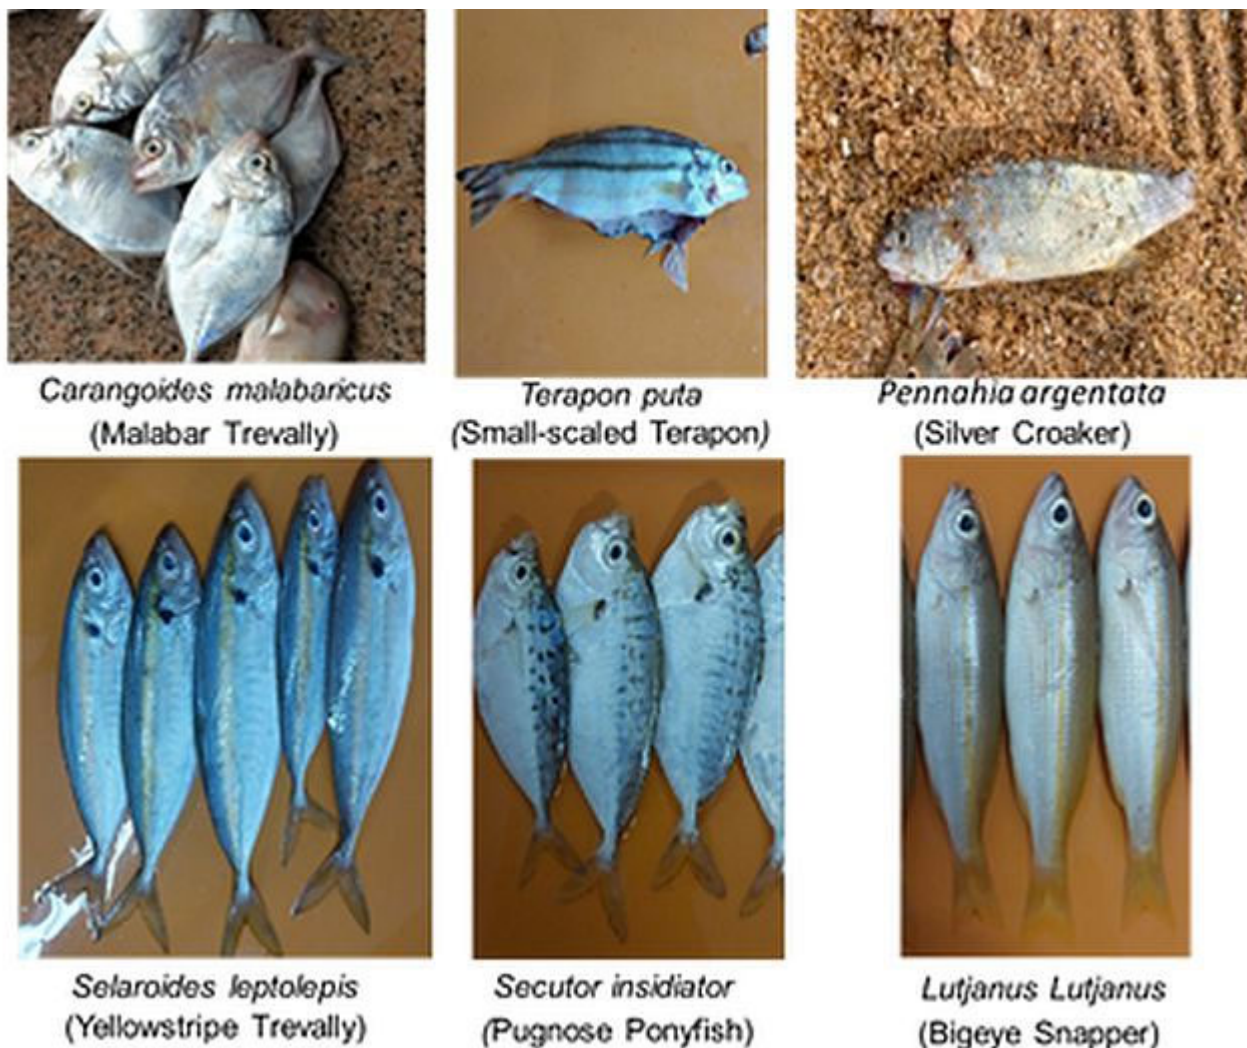 Carangoides malabaricus
(Malabar Trevally)
Terapon puta
(Small-scaled Terapon)
Pennahia argentata
(Silver Croaker)
Selaroides leptolepis
(Yellowstripe Trevally)
Secutor insidiator
(Pugnose Ponyfish)
Lutjanus Lutjanus
(Bigeye Snapper)